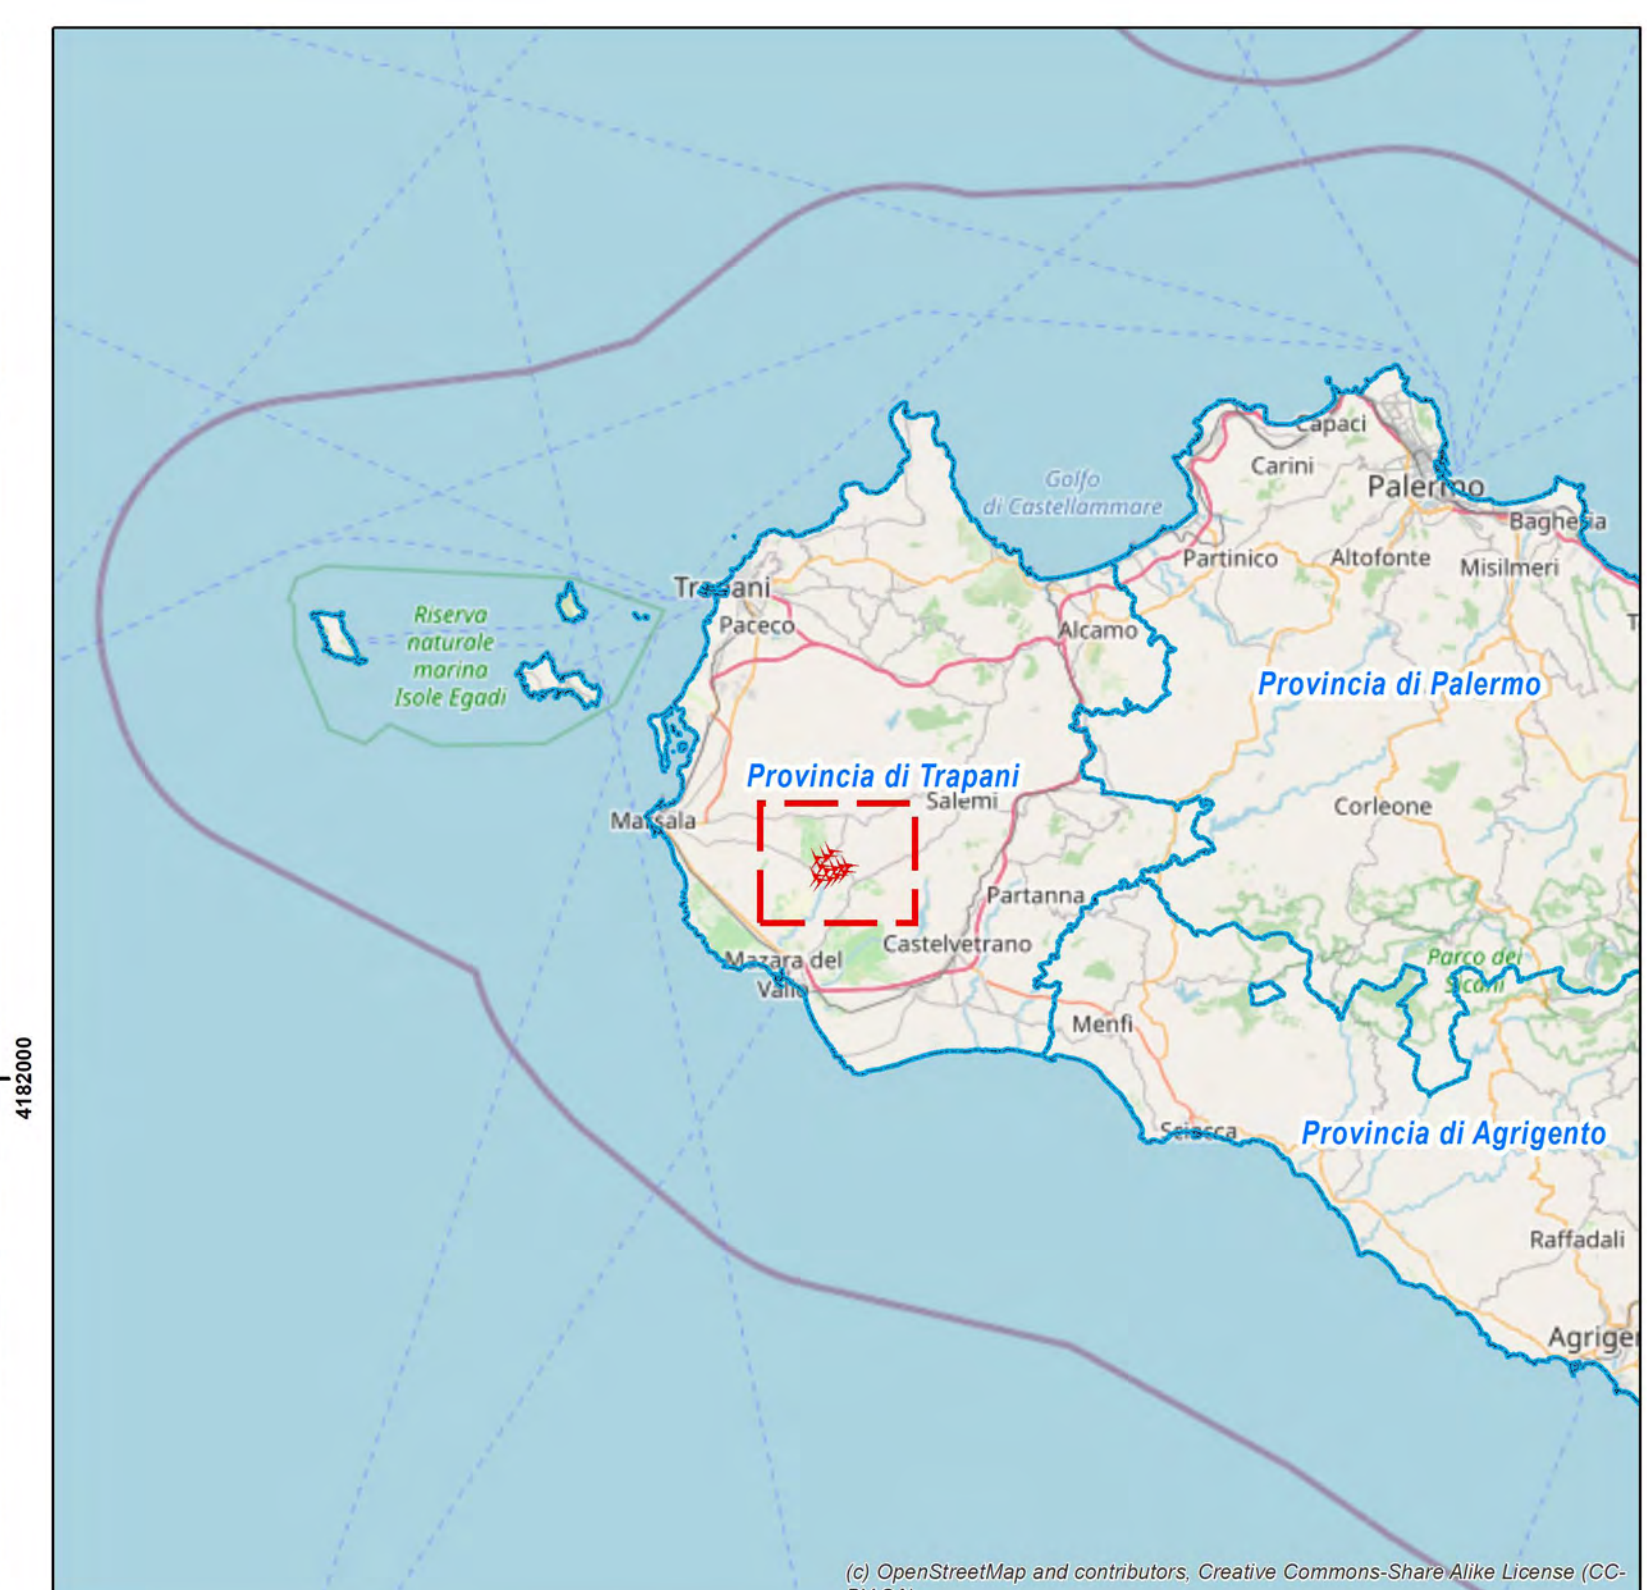 Capaci
Carini
Palermo
Golfo
di Castellammare
Bagheria
Partinico
Altofonte
Misilmeri
Trapani
Riserva
naturale
marina
Isole Egadi
Paceco
Alcamo
Provincia di Palermo
Provincia di Trapani
Salemi
Corleone
Marsala
Partanna
Castelvetrano
Mazara del
Vallo
Parco dei
Sicani
Menfi
4182000
Sciacca
Provincia di Agrigento
Raffadali
Agriger
(c) OpenStreetMap and contributors, Creative Commons-Share Alike License (CC-